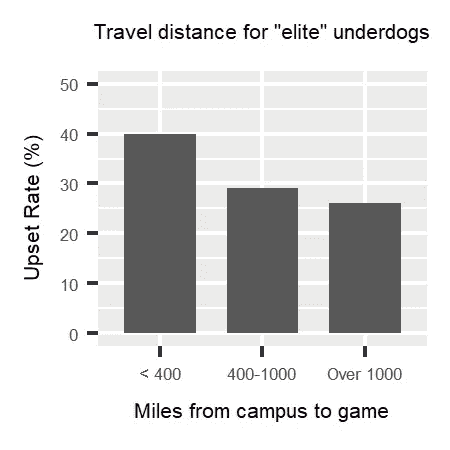 Travel distance for "elite" underdogs
Upset Rate (%)
50
40
30
20
10
0
< 400
400-1000
Over 1000
Miles from campus to game